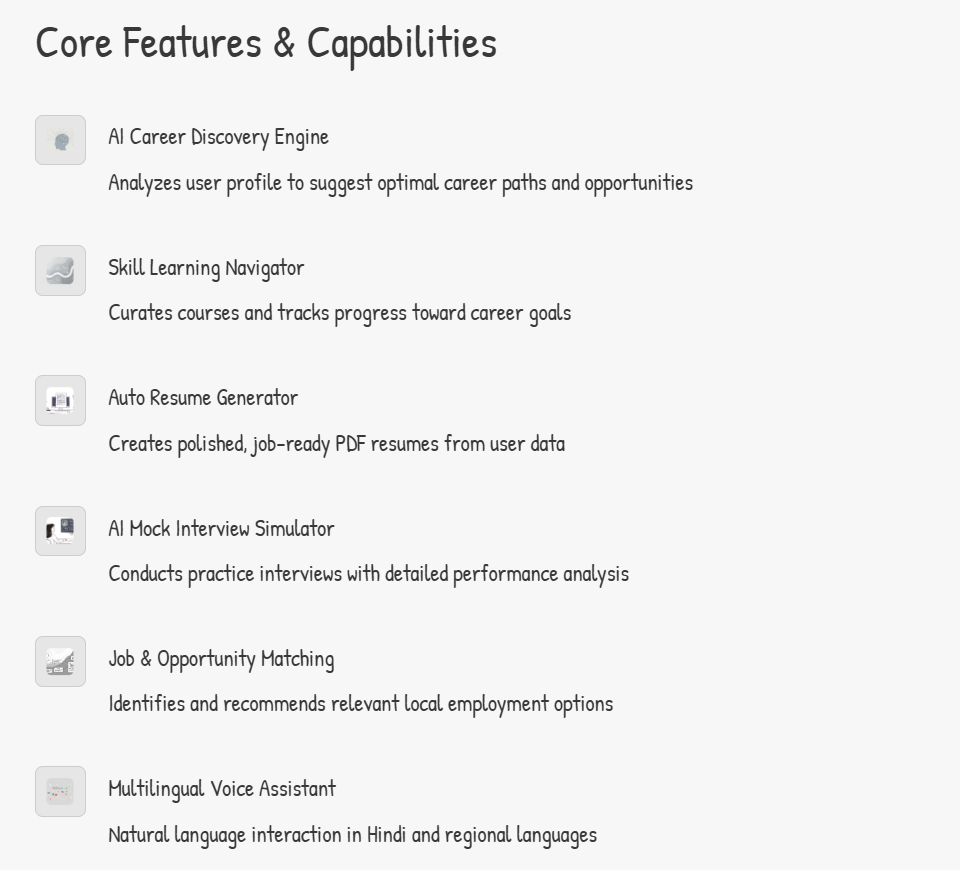 Core Features & Capabilities
AI Career Discovery Engine
Analyzes user profile to suggest optimal career paths and opportunities
Skill Learning Navigator
Curates courses and tracks progress toward career goals
Auto Resume Generator
Creates polished, job-ready PDF resumes from user data
AI Mock Interview Simulator
Conducts practice interviews with detailed performance analysis
Job & Opportunity Matching
Identifies and recommends relevant local employment options
Multilingual Voice Assistant
Natural language interaction in Hindi and regional languages